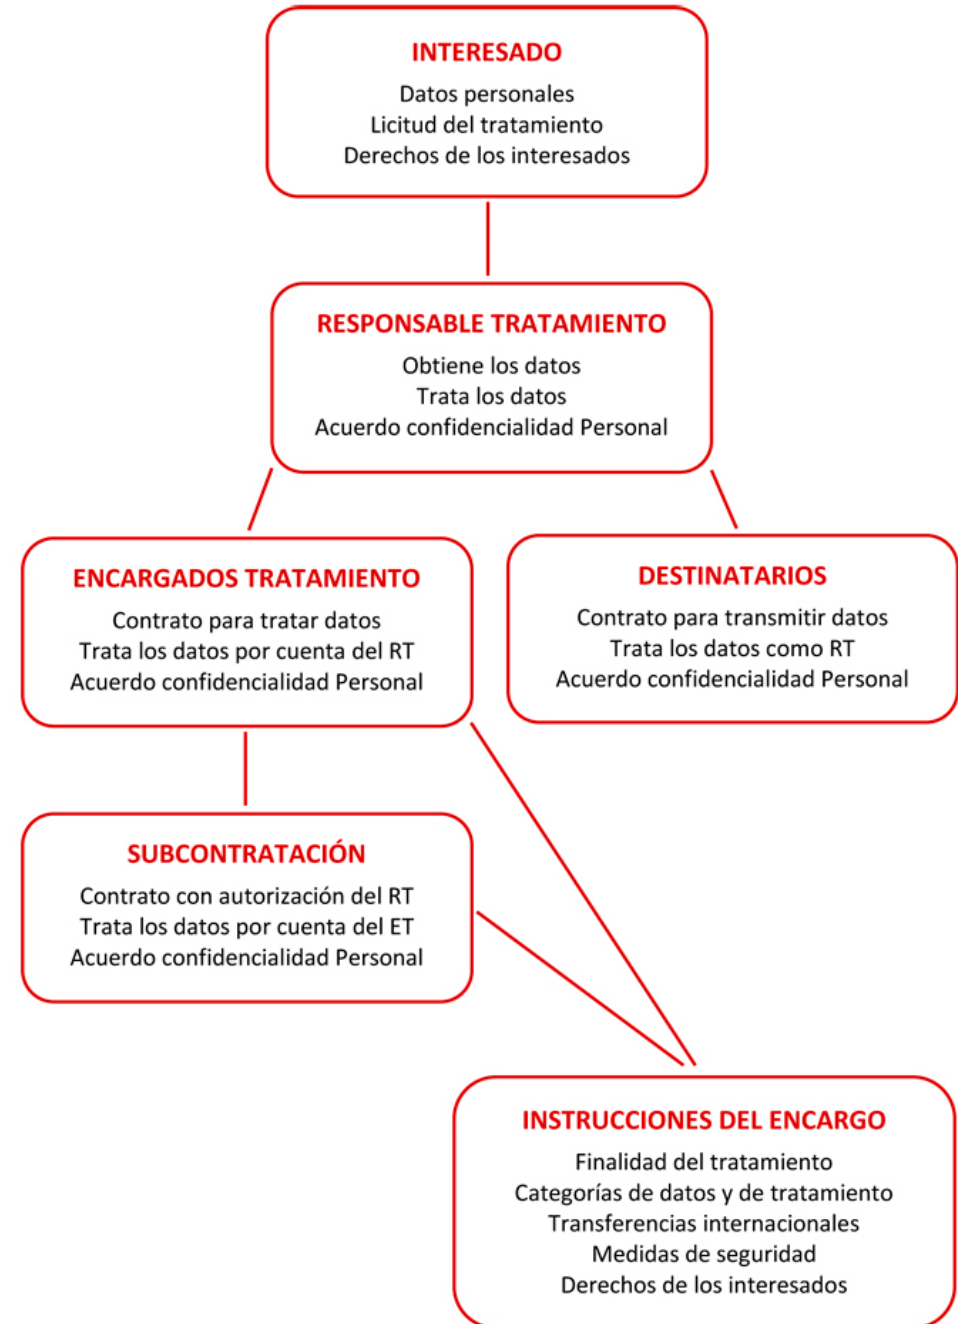 INTERESADO
Datos personales
Licitud del tratamiento
Derechos de los interesados
RESPONSABLE TRATAMIENTO
Obtiene los datos
Trata los datos
Acuerdo confidencialidad Personal
ENCARGADOS TRATAMIENTO
Contrato para tratar datos
Trata los datos por cuenta del RT
Acuerdo confidencialidad Personal
DESTINATARIOS
Contrato para transmitir datos
Trata los datos como RT
Acuerdo confidencialidad Personal
SUBCONTRATACIÓN
Contrato con autorización del RT
Trata los datos por cuenta del ET
Acuerdo confidencialidad Personal
INSTRUCCIONES DEL ENCARGO
Finalidad del tratamiento
Categorías de datos y de tratamiento
Transferencias internacionales
Medidas de seguridad
Derechos de los interesados